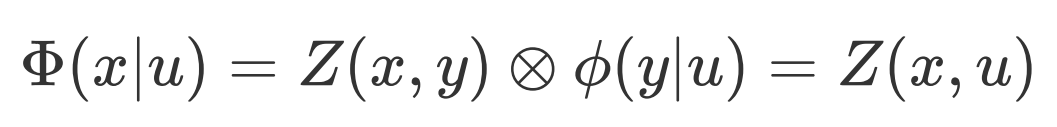 Φ(x|u) = Z(x, y) ⊗ ϕ(y|u) = Z(x, u)